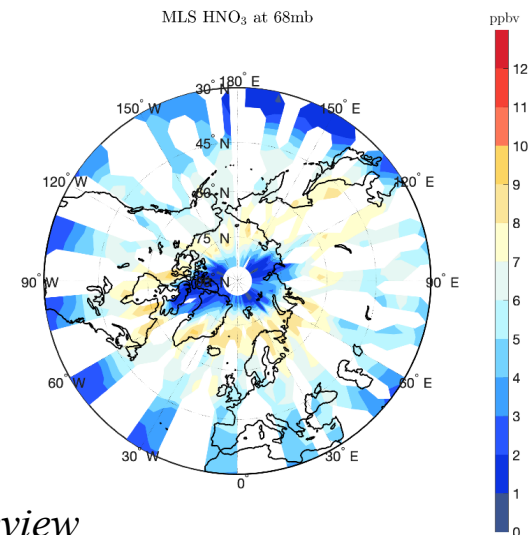 MLS HNO₃ at 68mb
ppbv
30° N
180° E
150° W
150° E
45° N
120° W
60° N
120° E
75° N
90° W
N
90° E
60° W
60° E
30° W
30° E
0°
12
11
10
9
8
7
6
5
4
3
2
1
0
view